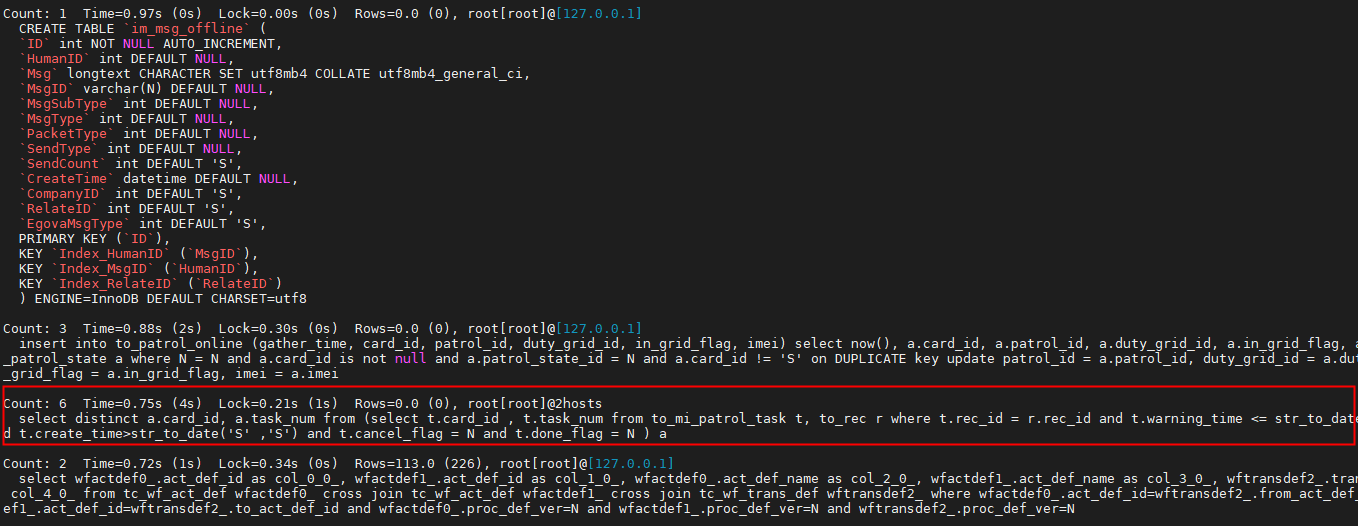 Count: 1  Time=0.97s (0s)  Lock=0.00s (0s)  Rows=0.0 (0), root[root]@[127.0.0.1]
  CREATE TABLE `im_msg_offline` (
  `ID` int NOT NULL AUTO_INCREMENT,
  `HumanID` int DEFAULT NULL,
  `Msg` longtext CHARACTER SET utf8mb4 COLLATE utf8mb4_general_ci,
  `MsgID` varchar(N) DEFAULT NULL,
  `MsgSubType` int DEFAULT NULL,
  `MsgType` int DEFAULT NULL,
  `PacketType` int DEFAULT NULL,
  `SendType` int DEFAULT NULL,
  `SendCount` int DEFAULT 'S',
  `CreateTime` datetime DEFAULT NULL,
  `CompanyID` int DEFAULT 'S',
  `RelateID` int DEFAULT 'S',
  `EgovaMsgType` int DEFAULT 'S',
  PRIMARY KEY (`ID`),
  KEY `Index_HumanID` (`MsgID`),
  KEY `Index_MsgID` (`HumanID`),
  KEY `Index_RelateID` (`RelateID`)
  ) ENGINE=InnoDB DEFAULT CHARSET=utf8
Count: 3  Time=0.88s (2s)  Lock=0.30s (0s)  Rows=0.0 (0), root[root]@[127.0.0.1]
  insert into to_patrol_online (gather_time, card_id, patrol_id, duty_grid_id, in_grid_flag, imei) select now(), a.card_id, a.patrol_id, a.duty_grid_id, a.in_grid_flag, a
_patrol_state a where N = N and a.card_id is not null and a.patrol_state_id = N and a.card_id != 'S' on DUPLICATE key update patrol_id = a.patrol_id, duty_grid_id = a.du
_grid_flag = a.in_grid_flag, imei = a.imei
Count: 6  Time=0.75s (4s)  Lock=0.21s (1s)  Rows=0.0 (0), root[root]@2hosts
  select distinct a.card_id, a.task_num from (select t.card_id , t.task_num from to_mi_patrol_task t, to_rec r where t.rec_id = r.rec_id and t.warning_time <= str_to_date
d t.create_time>str_to_date('S' ,'S') and t.cancel_flag = N and t.done_flag = N ) a
Count: 2  Time=0.72s (1s)  Lock=0.34s (0s)  Rows=113.0 (226), root[root]@[127.0.0.1]
  select wfactdef0_.act_def_id as col_0_0_, wfactdef1_.act_def_id as col_1_0_, wfactdef0_.act_def_name as col_2_0_, wfactdef1_.act_def_name as col_3_0_, wftransdef2_.tran
 col_4_0_ from tc_wf_act_def wfactdef0_ cross join tc_wf_act_def wfactdef1_ cross join tc_wf_trans_def wftransdef2_ where wfactdef0_.act_def_id=wftransdef2_.from_act_def_
ef1_.act_def_id=wftransdef2_.to_act_def_id and wfactdef0_.proc_def_ver=N and wfactdef1_.proc_def_ver=N and wftransdef2_.proc_def_ver=N